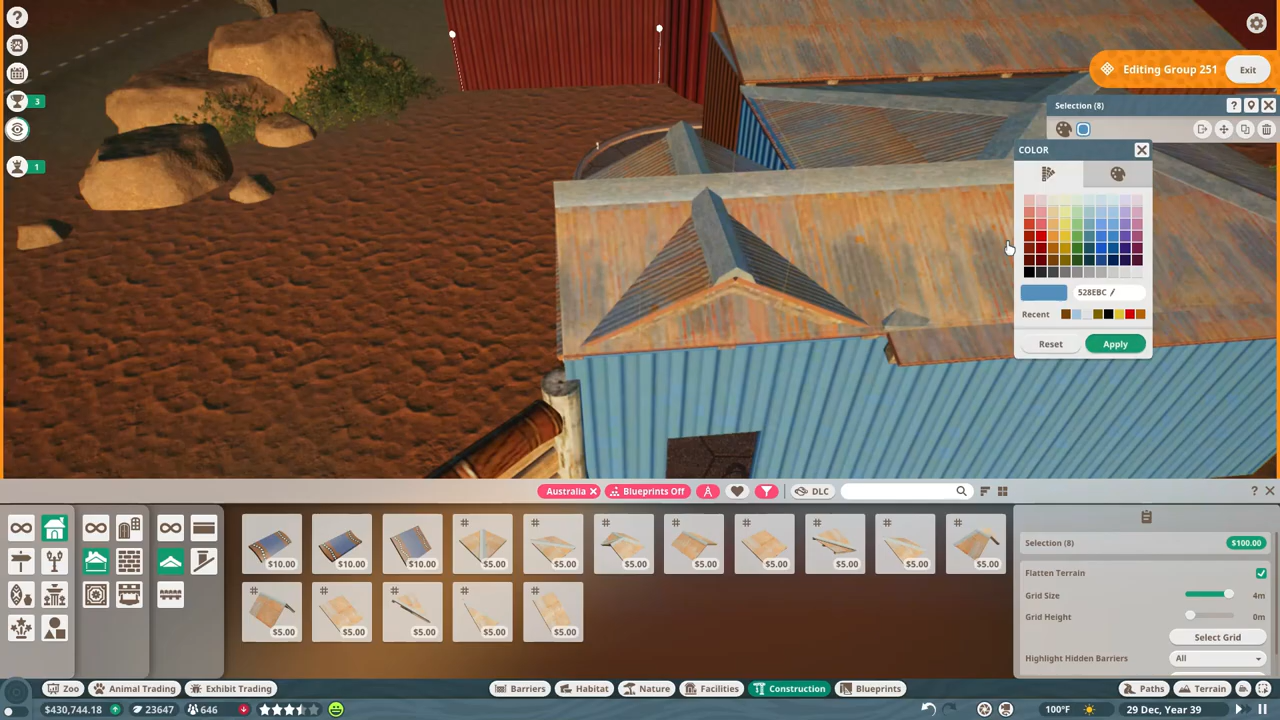 Editing Group 251 Exit
3
Selection (8) ?
1
COLOR
528EBC
Recent
Reset Apply
Australia Blueprints Off DLC ?
$10.00 $10.00 $10.00 $5.00 $5.00 $5.00 $5.00 $5.00 $5.00 $5.00 $5.00
Selection (8) $100.00
Flatten Terrain
Grid Size 4m
$5.00 $5.00 $5.00 $5.00 $5.00
Grid Height 0m
Select Grid
Highlight Hidden Barriers All
Zoo Animal Trading Exhibit Trading Barriers Habitat Nature Facilities Construction Blueprints Paths Terrain
$430,744.18 23647 646 100°F 29 Dec, Year 39